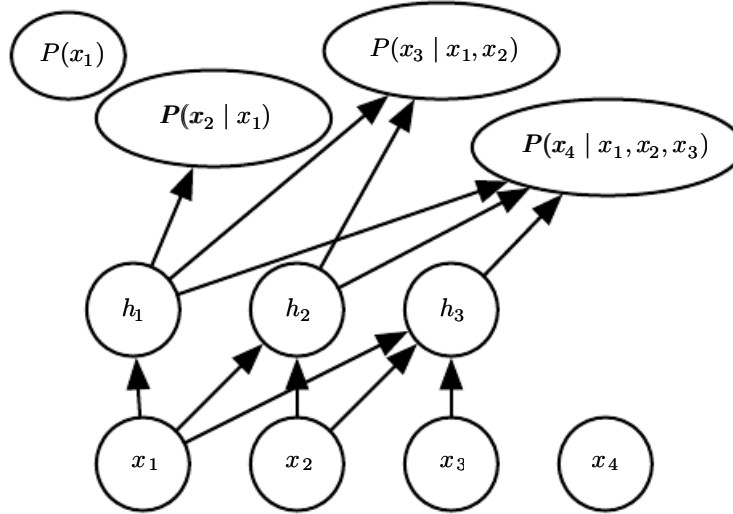 P(x₁)
P(x₃ | x₁, x₂)
P(x₂ | x₁)
P(x₄ | x₁, x₂, x₃)
h₁
h₂
h₃
x₁
x₂
x₃
x₄